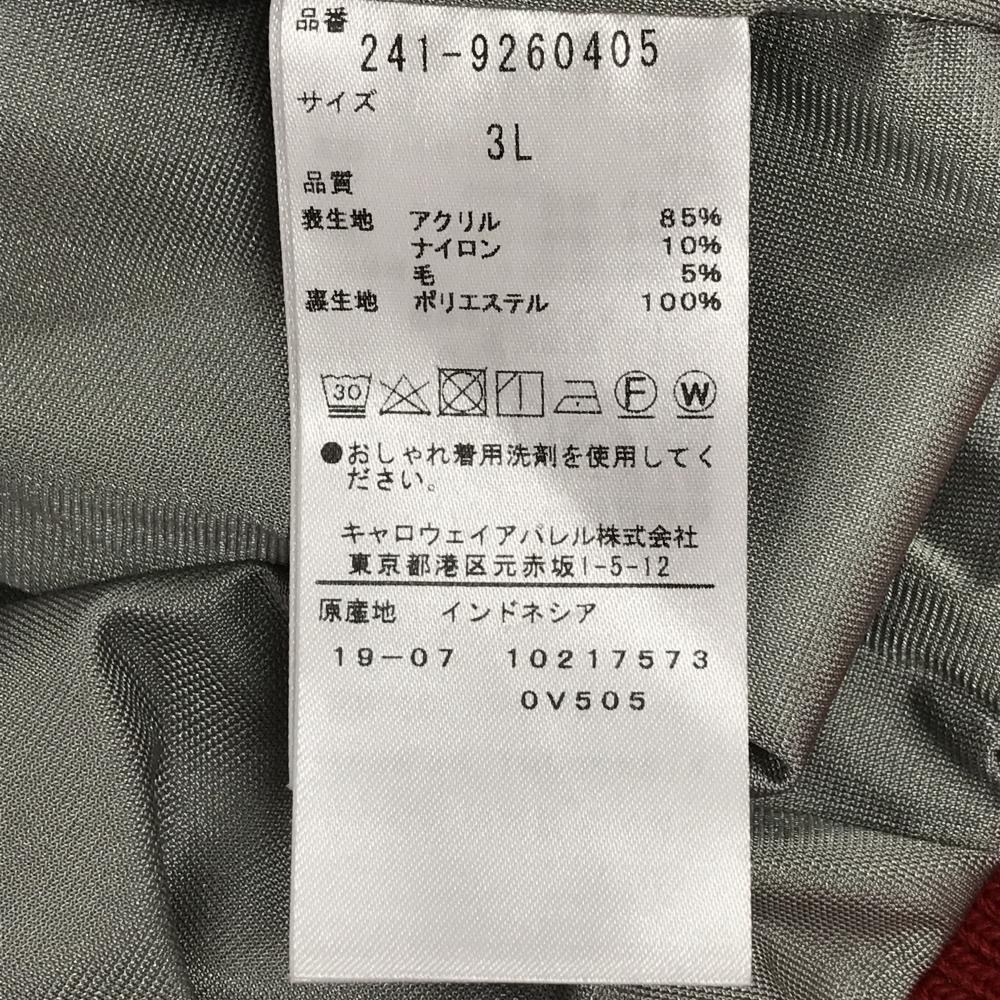 品番
241-9260405
サイズ
3L
品質
表生地 アクリル 85%
ナイロン 10%
毛 5%
裏生地 ポリエステル 100%
30 F W
●おしゃれ着用洗剤を使用してく
ださい。
キャロウェイアパレル株式会社
東京都港区元赤坂1-5-12
原産地 インドネシア
19-07 10217573
0V505